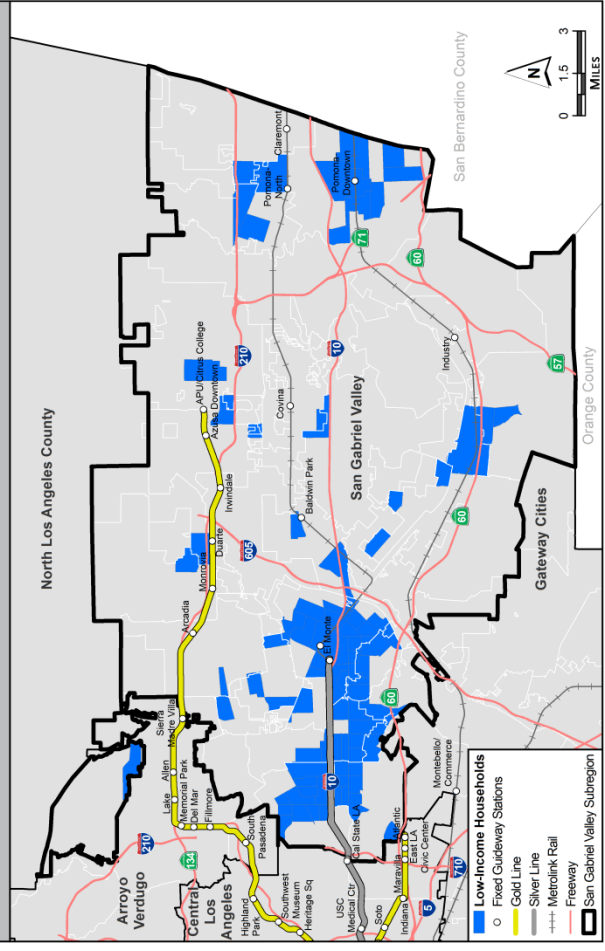 North Los Angeles County
San Bernardino County
Orange County
Gateway Cities
San Gabriel Valley
Arroyo
Verdugo
Central
Los
Angeles
Claremont
Pomona-
North
Pomona-
Downtown
Industry
Covina
Baldwin Park
El Monte
APU/Citrus College
Azusa Downtown
Irwindale
Duarte
Monrovia
Arcadia
Sierra
Madre Villa
Allen
Lake
Memorial Park
Del Mar
Fillmore
South
Pasadena
Highland
Park
Southwest
Museum
Heritage Sq
Cal State LA
USC
Medical Ctr
Soto
Indiana
Maravilla
East LA
Civic Center
Atlantic
Montebello/
Commerce
210
210
134
605
10
10
71
60
60
60
57
710
5
N
0
1.5
3
MILES
Low-Income Households
Fixed Guideway Stations
Gold Line
Silver Line
Metrolink Rail
Freeway
San Gabriel Valley Subregion